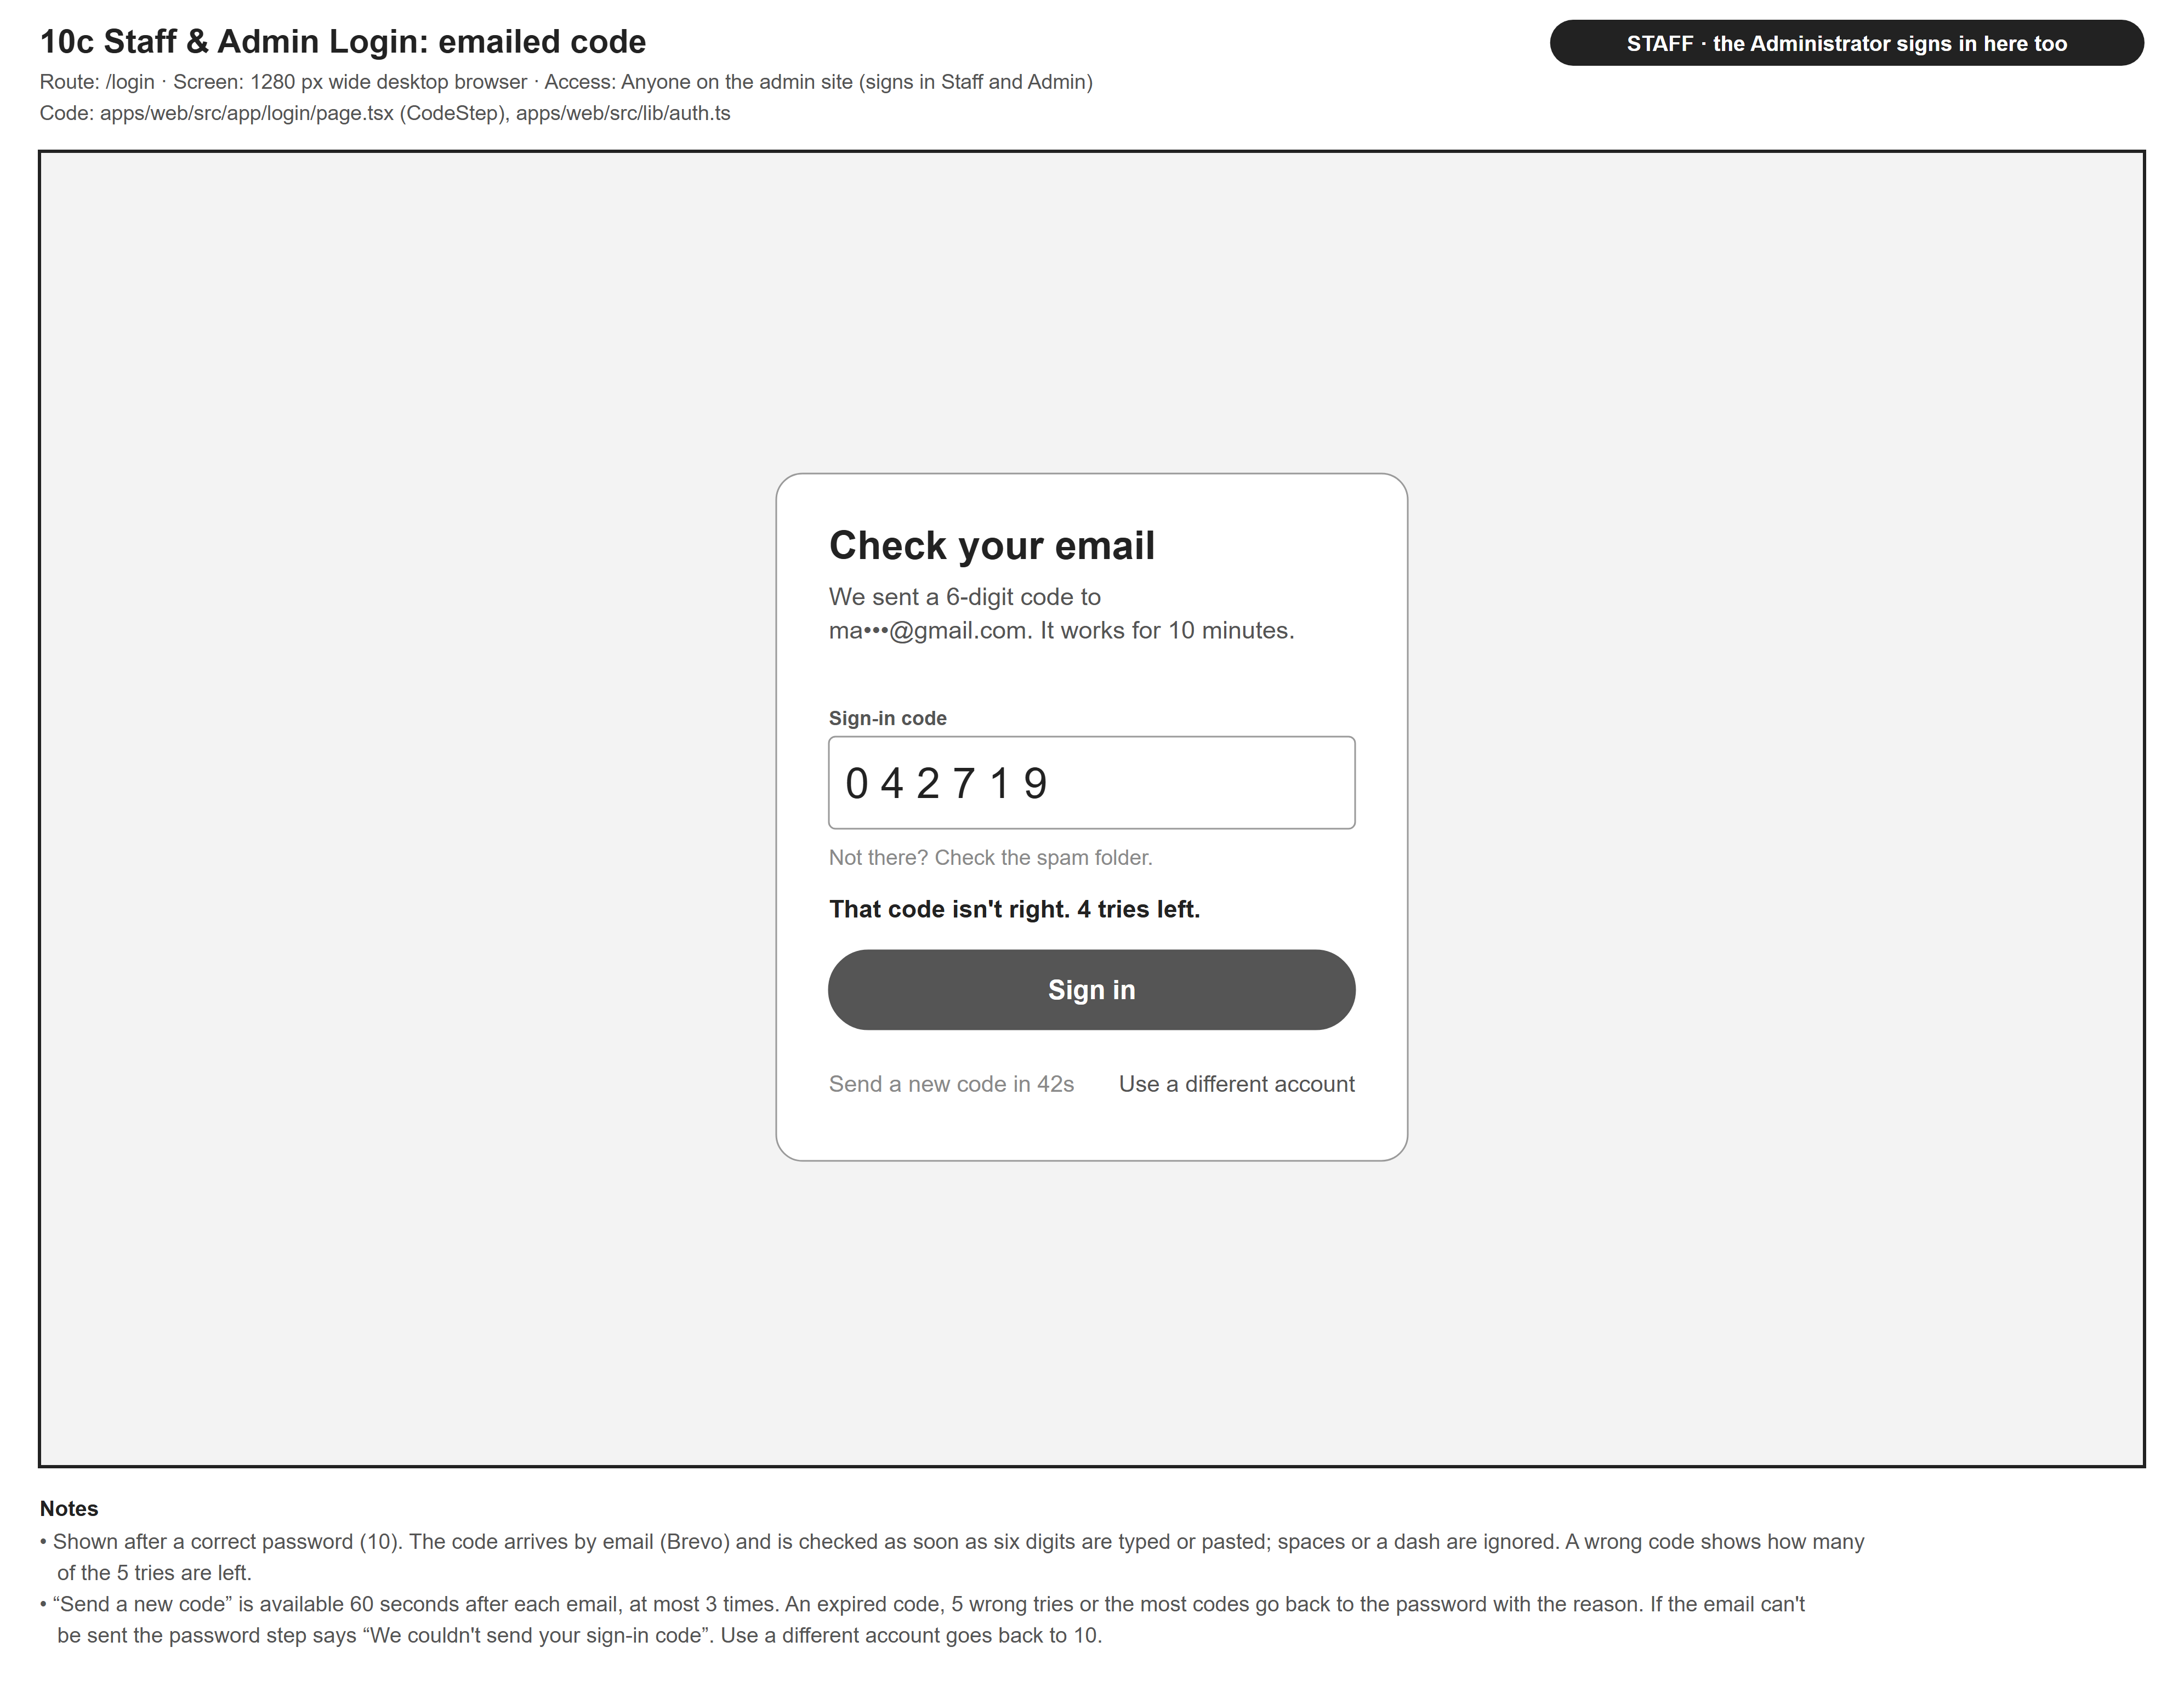 10c Staff & Admin Login: emailed code
STAFF · the Administrator signs in here too
Route: /login · Screen: 1280 px wide desktop browser · Access: Anyone on the admin site (signs in Staff and Admin)
Code: apps/web/src/app/login/page.tsx (CodeStep), apps/web/src/lib/auth.ts
Check your email
We sent a 6-digit code to
ma•••@gmail.com. It works for 10 minutes.
Sign-in code
0 4 2 7 1 9
Not there? Check the spam folder.
That code isn't right. 4 tries left.
Sign in
Send a new code in 42s
Use a different account
Notes
• Shown after a correct password (10). The code arrives by email (Brevo) and is checked as soon as six digits are typed or pasted; spaces or a dash are ignored. A wrong code shows how many
of the 5 tries are left.
• “Send a new code” is available 60 seconds after each email, at most 3 times. An expired code, 5 wrong tries or the most codes go back to the password with the reason. If the email can't
be sent the password step says “We couldn't send your sign-in code”. Use a different account goes back to 10.